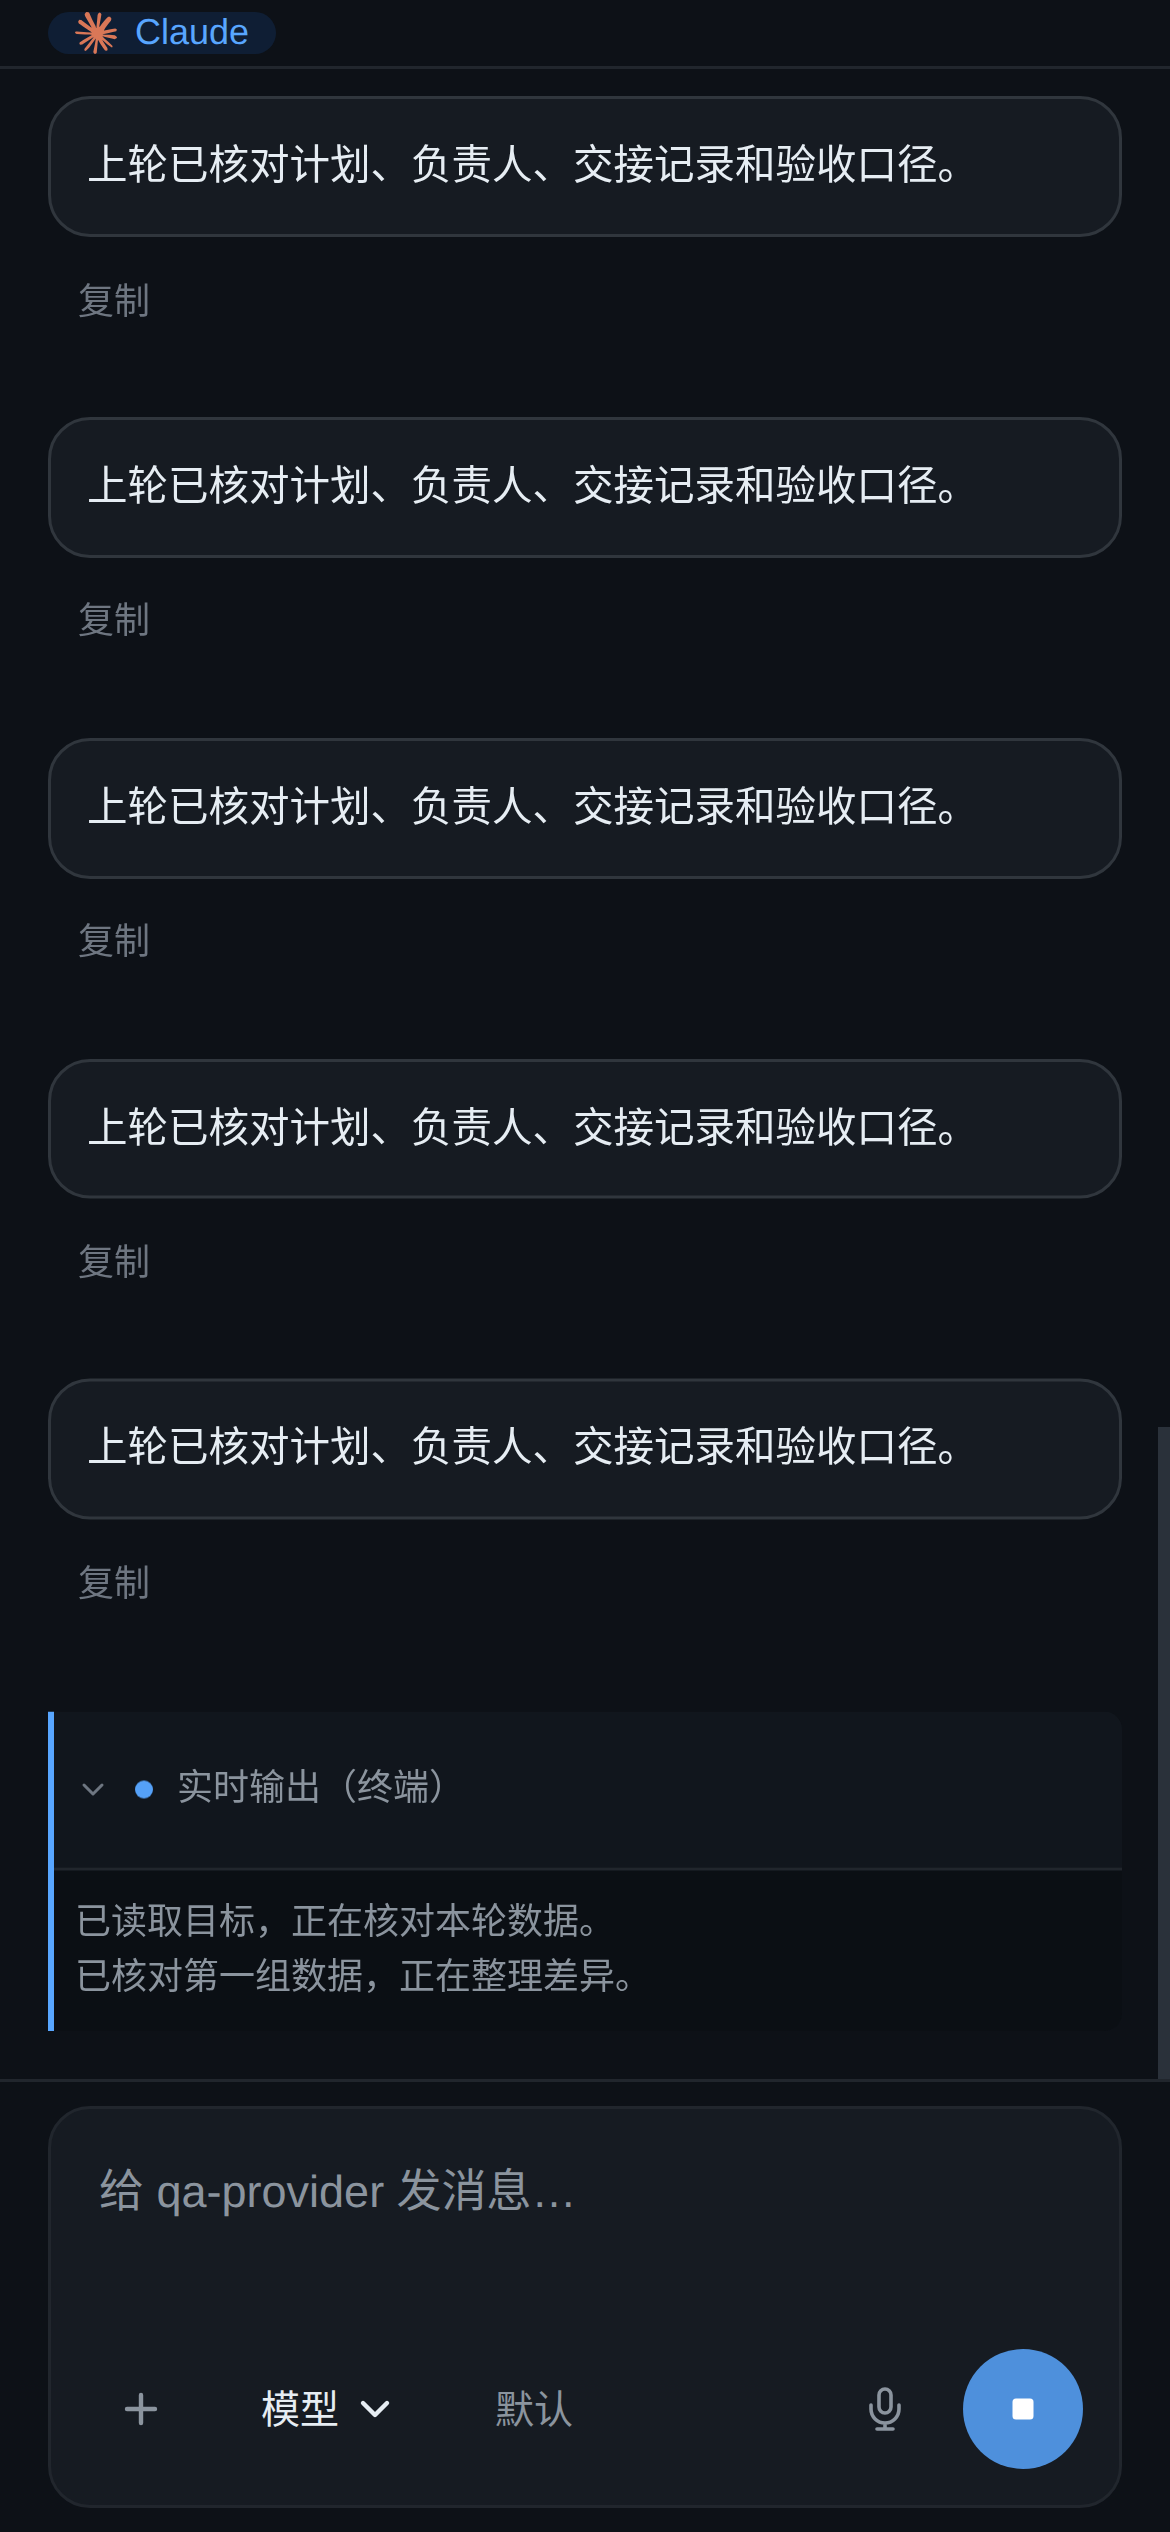 Claude
上轮已核对计划、负责人、交接记录和验收口径。
复制
上轮已核对计划、负责人、交接记录和验收口径。
复制
上轮已核对计划、负责人、交接记录和验收口径。
复制
上轮已核对计划、负责人、交接记录和验收口径。
复制
上轮已核对计划、负责人、交接记录和验收口径。
复制
实时输出（终端）
已读取目标，正在核对本轮数据。
已核对第一组数据，正在整理差异。
给 qa-provider 发消息…
模型 默认